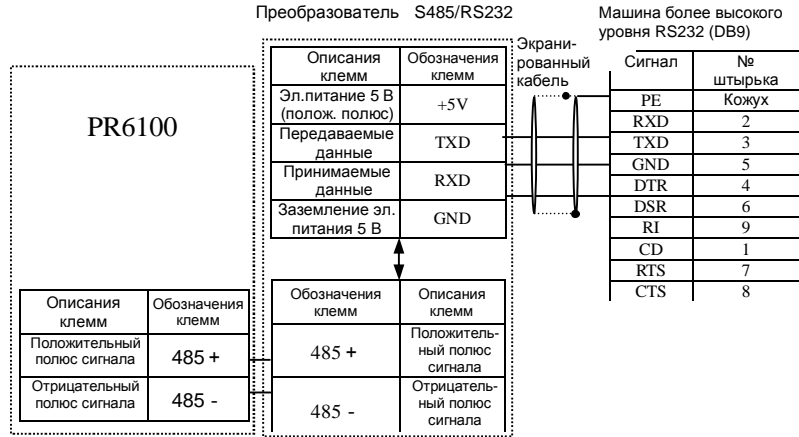 Преобразователь S485/RS232
Машина более высокого
уровня RS232 (DB9)
Экрани-
рованный
кабель
PR6100
Описания
клемм
Обозначения
клемм
Эл.питание 5 В
(полож. полюс)
+5V
Передаваемые
данные
TXD
Принимаемые
данные
RXD
Заземление эл.
питания 5 В
GND
Сигнал
№
штырька
PE Кожух
RXD 2
TXD 3
GND 5
DTR 4
DSR 6
RI 9
CD 1
RTS 7
CTS 8
Описания
клемм
Обозначения
клемм
Положительный
полюс сигнала
485 +
Отрицательный
полюс сигнала
485 -
Обозначения
клемм
Описания
клемм
485 +
Положитель-
ный полюс
сигнала
485 -
Отрицатель-
ный полюс
сигнала